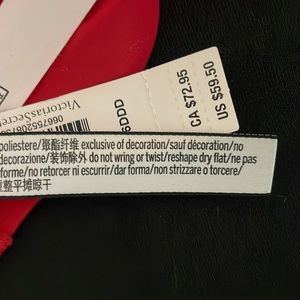 Victoria's Secret
6DDD
CA $72.95
US $59.50
poliestere/聚酯纤维 exclusive of decoration/sauf décoration/no
decorazione/装饰除外 do not wring or twist/reshape dry flat/ne pas
forme/no retorcer ni escurrir/dar forma/non strizzare o torcere/
整平摊晾干